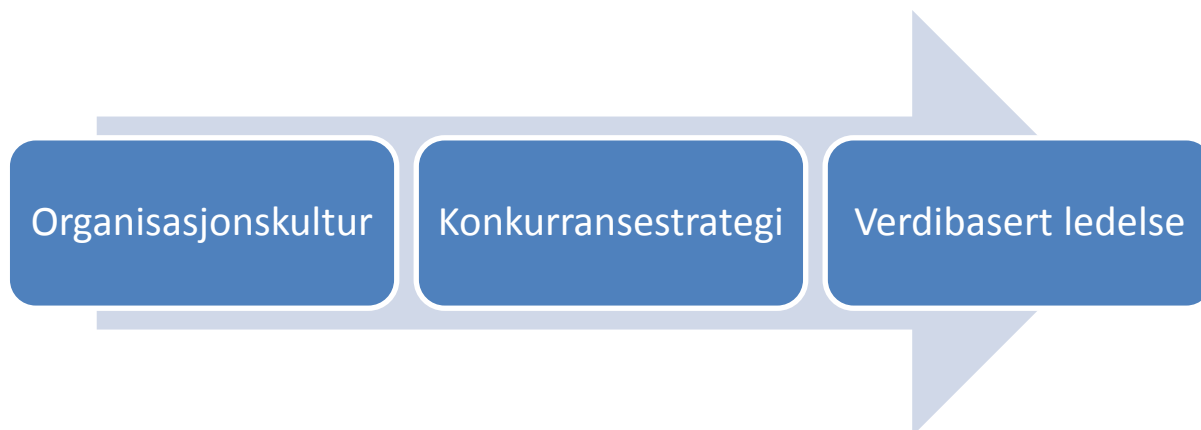 Organisasjonskultur
Konkurransestrategi
Verdibasert ledelse